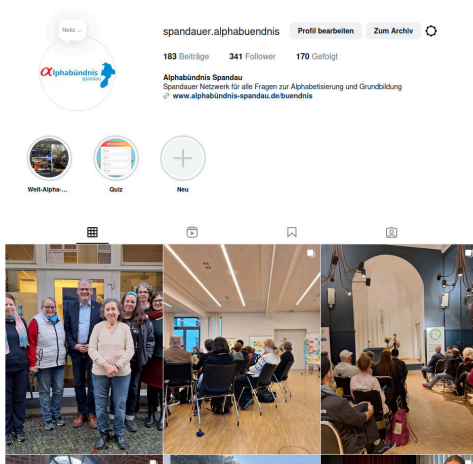 Notiz ...
spandauer.alphabuendnis Profil bearbeiten Zum Archiv
183 Beiträge 341 Follower 170 Gefolgt
Alphabündnis
spandau
Alphabündnis Spandau
Spandauer Netzwerk für alle Fragen zur Alphabetisierung und Grundbildung
www.alphabündnis-spandau.de/buendnis
Welt-Alpha-... Quiz Neu